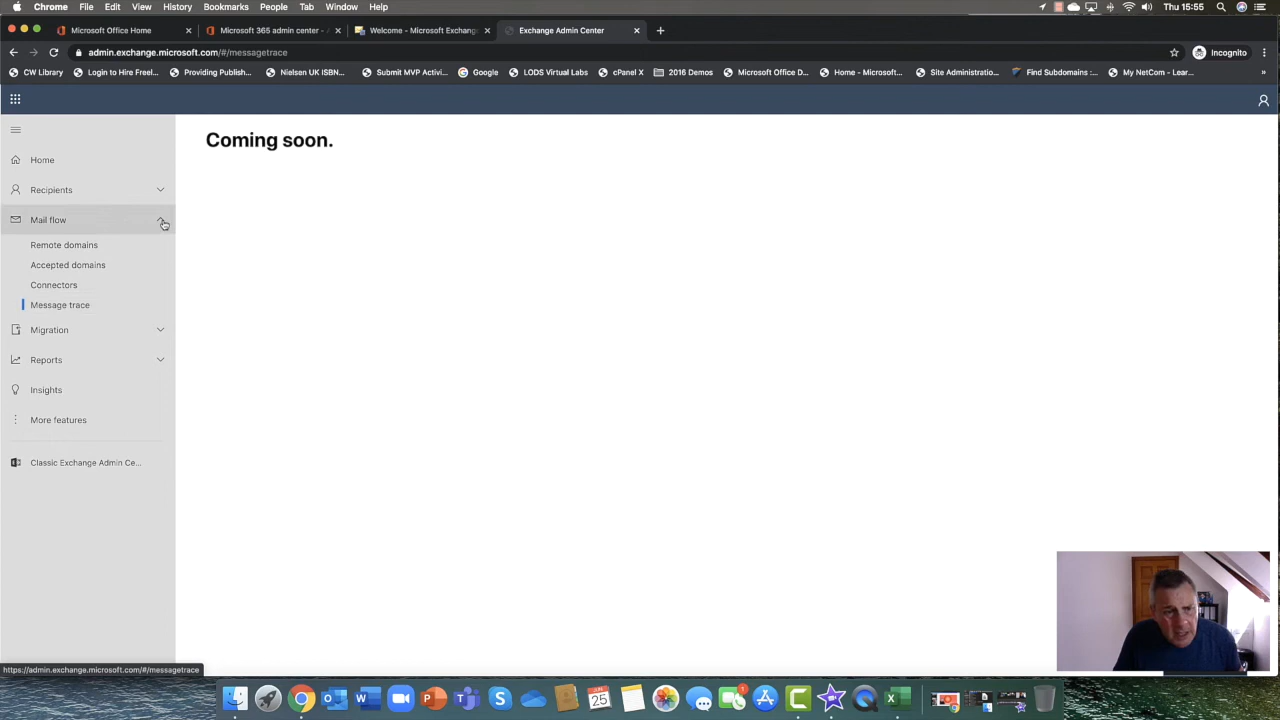 Chrome File Edit View History Bookmarks People Tab Window Help
Thu 15:55
Microsoft Office Home
Microsoft 365 admin center - A
Welcome - Microsoft Exchange
Exchange Admin Center
admin.exchange.microsoft.com/#/messagetrace
Incognito
CW Library
Login to Hire Freel...
Providing Publish...
Nielsen UK ISBN...
Submit MVP Activi...
Google
LODS Virtual Labs
cPanel X
2016 Demos
Microsoft Office D...
Home - Microsoft...
Site Administratio...
Find Subdomains :...
My NetCom - Lear...
»
Coming soon.
Home
Recipients
Mail flow
Remote domains
Accepted domains
Connectors
Message trace
Migration
Reports
Insights
More features
Classic Exchange Admin Ce...
https://admin.exchange.microsoft.com/#/messagetrace
JUN
25
1